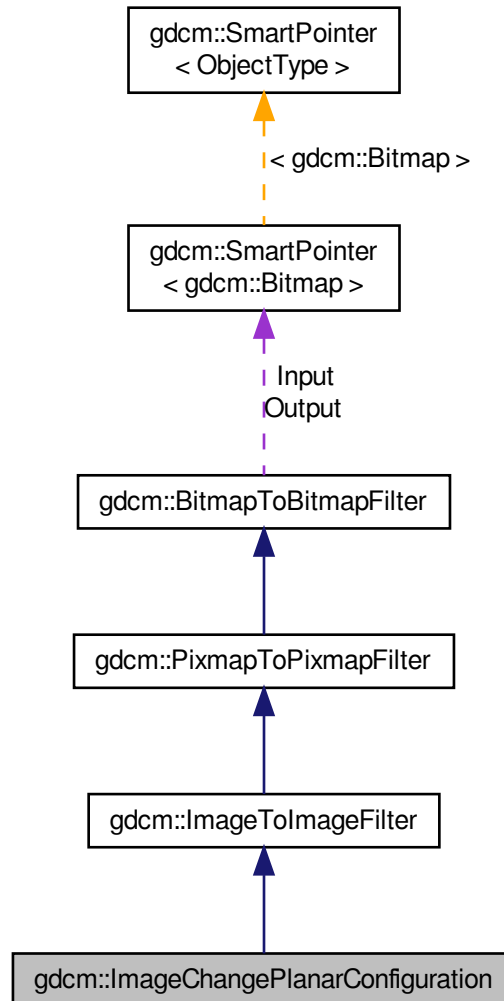 gdcm::SmartPointer
< ObjectType >
< gdcm::Bitmap >
gdcm::SmartPointer
< gdcm::Bitmap >
Input
Output
gdcm::BitmapToBitmapFilter
gdcm::PixmapToPixmapFilter
gdcm::ImageToImageFilter
gdcm::ImageChangePlanarConfiguration